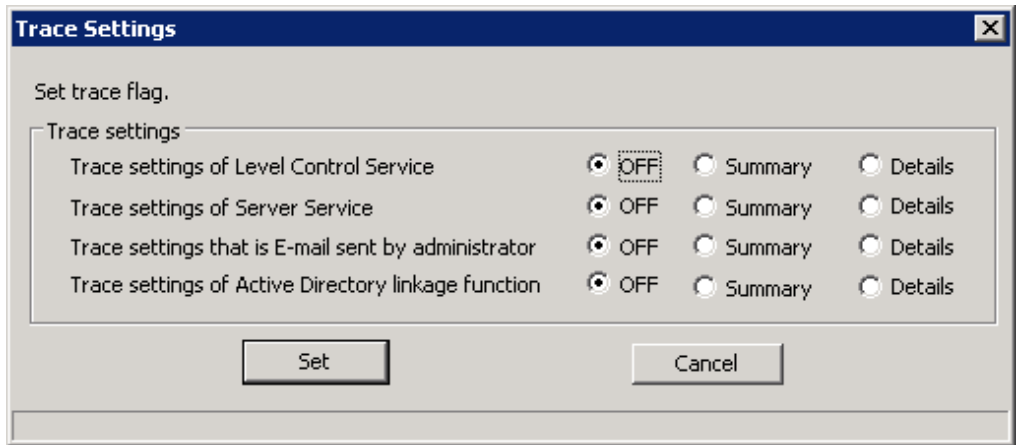 Trace Settings
Set trace flag.
Trace settings
Trace settings of Level Control Service OFF Summary Details
Trace settings of Server Service OFF Summary Details
Trace settings that is E-mail sent by administrator OFF Summary Details
Trace settings of Active Directory linkage function OFF Summary Details
Set Cancel